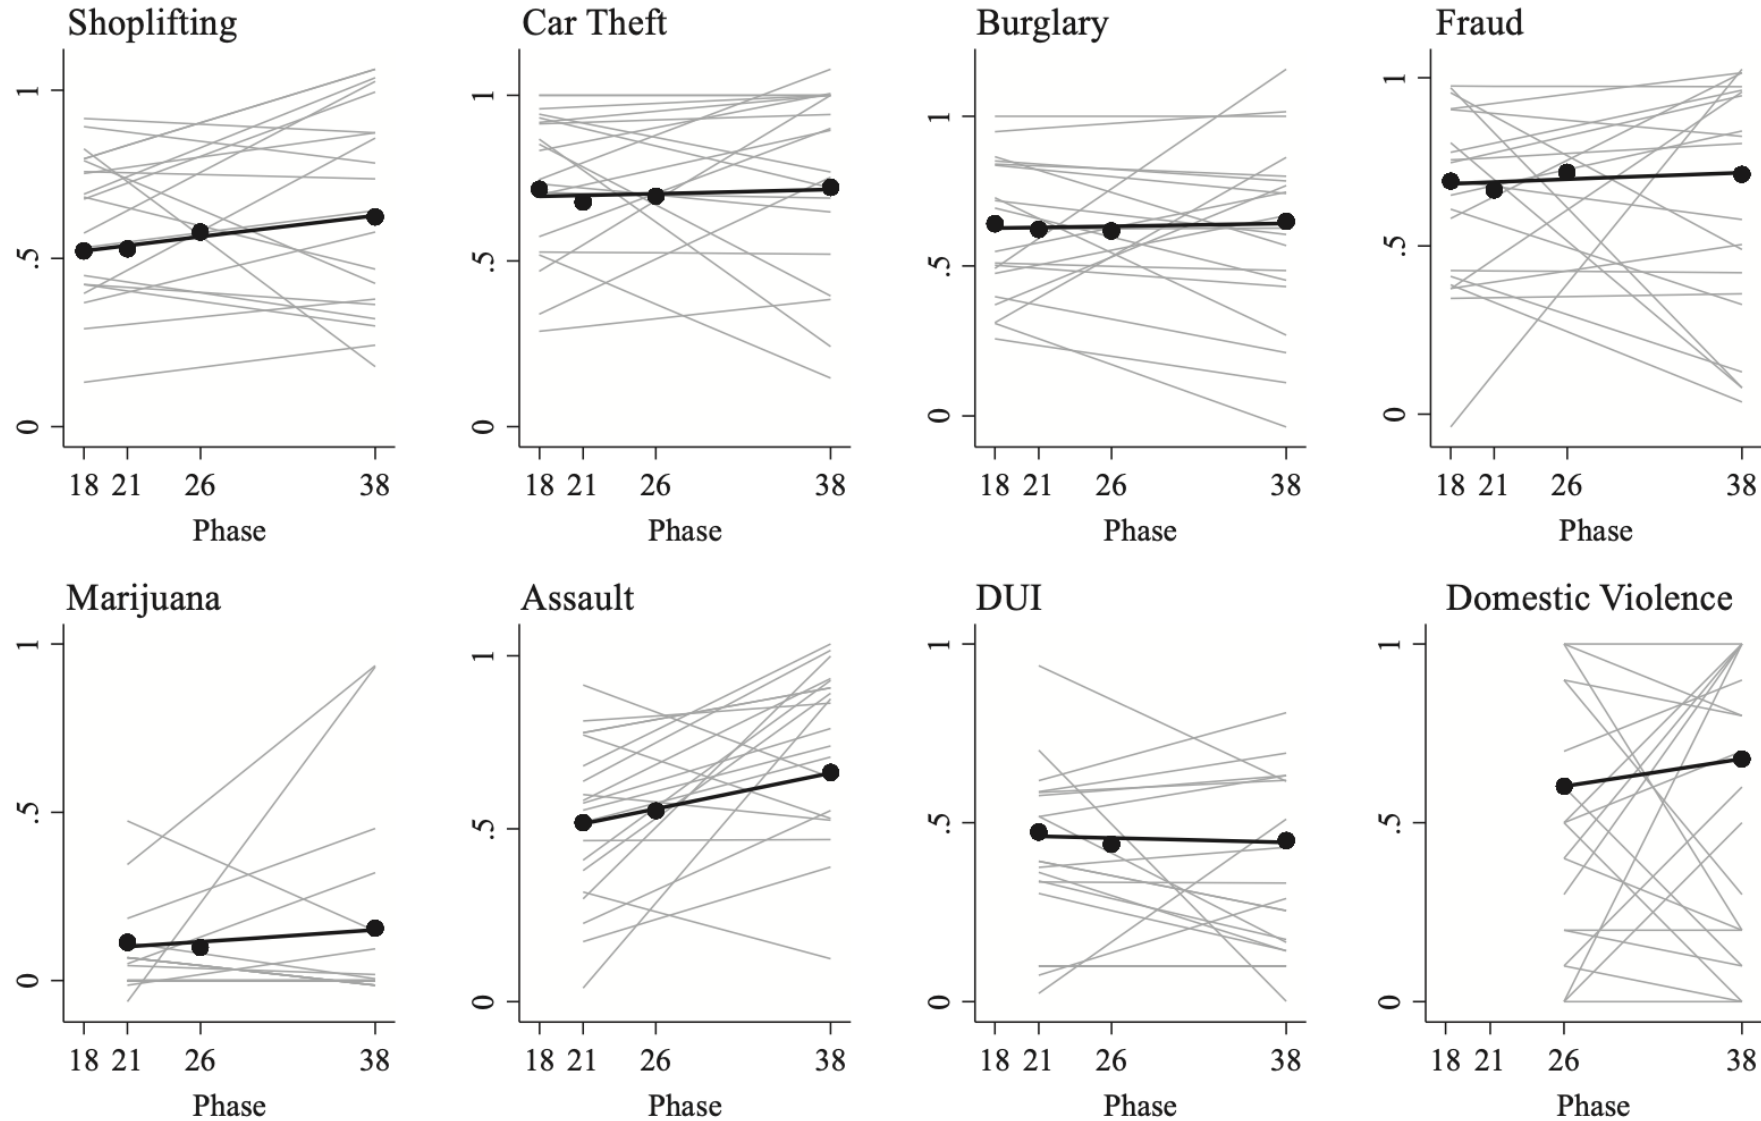 Shoplifting
1
.5
0
18 21 26 38
Phase
Car Theft
1
.5
0
18 21 26 38
Phase
Burglary
1
.5
0
18 21 26 38
Phase
Fraud
1
.5
0
18 21 26 38
Phase
Marijuana
1
.5
0
18 21 26 38
Phase
Assault
1
.5
0
18 21 26 38
Phase
DUI
1
.5
0
18 21 26 38
Phase
Domestic Violence
1
.5
0
18 21 26 38
Phase